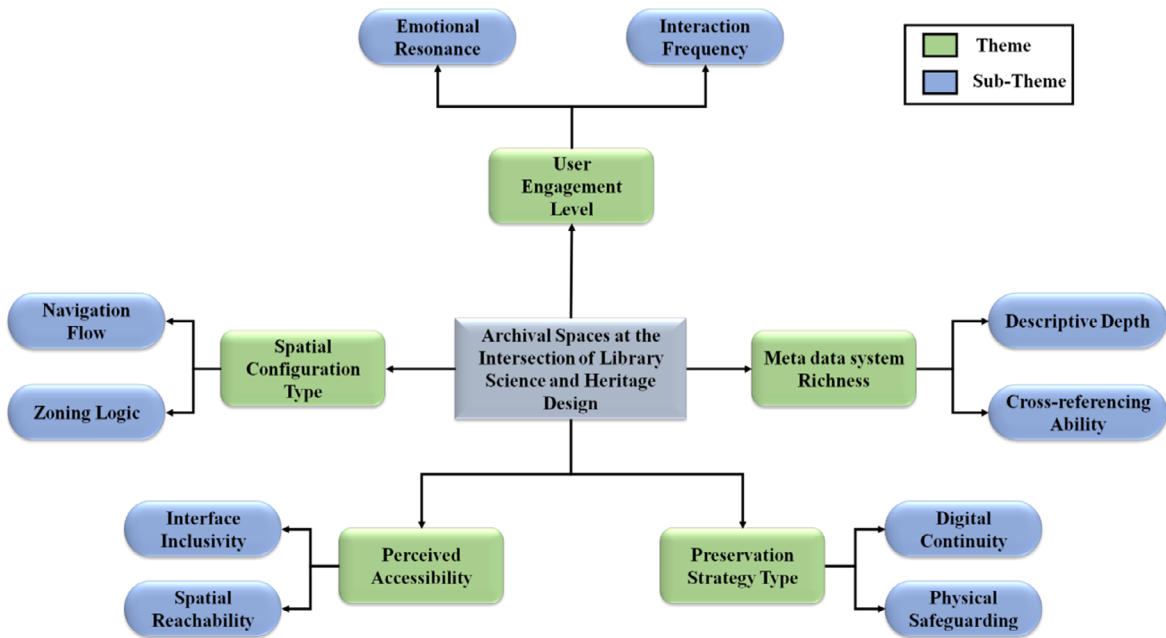 Emotional
Resonance
Interaction
Frequency
Theme
Sub-Theme
User
Engagement
Level
Navigation
Flow
Zoning Logic
Spatial
Configuration
Type
Archival Spaces at the
Intersection of Library
Science and Heritage
Design
Meta data system
Richness
Descriptive Depth
Cross-referencing
Ability
Interface
Inclusivity
Spatial
Reachability
Perceived
Accessibility
Preservation
Strategy Type
Digital
Continuity
Physical
Safeguarding